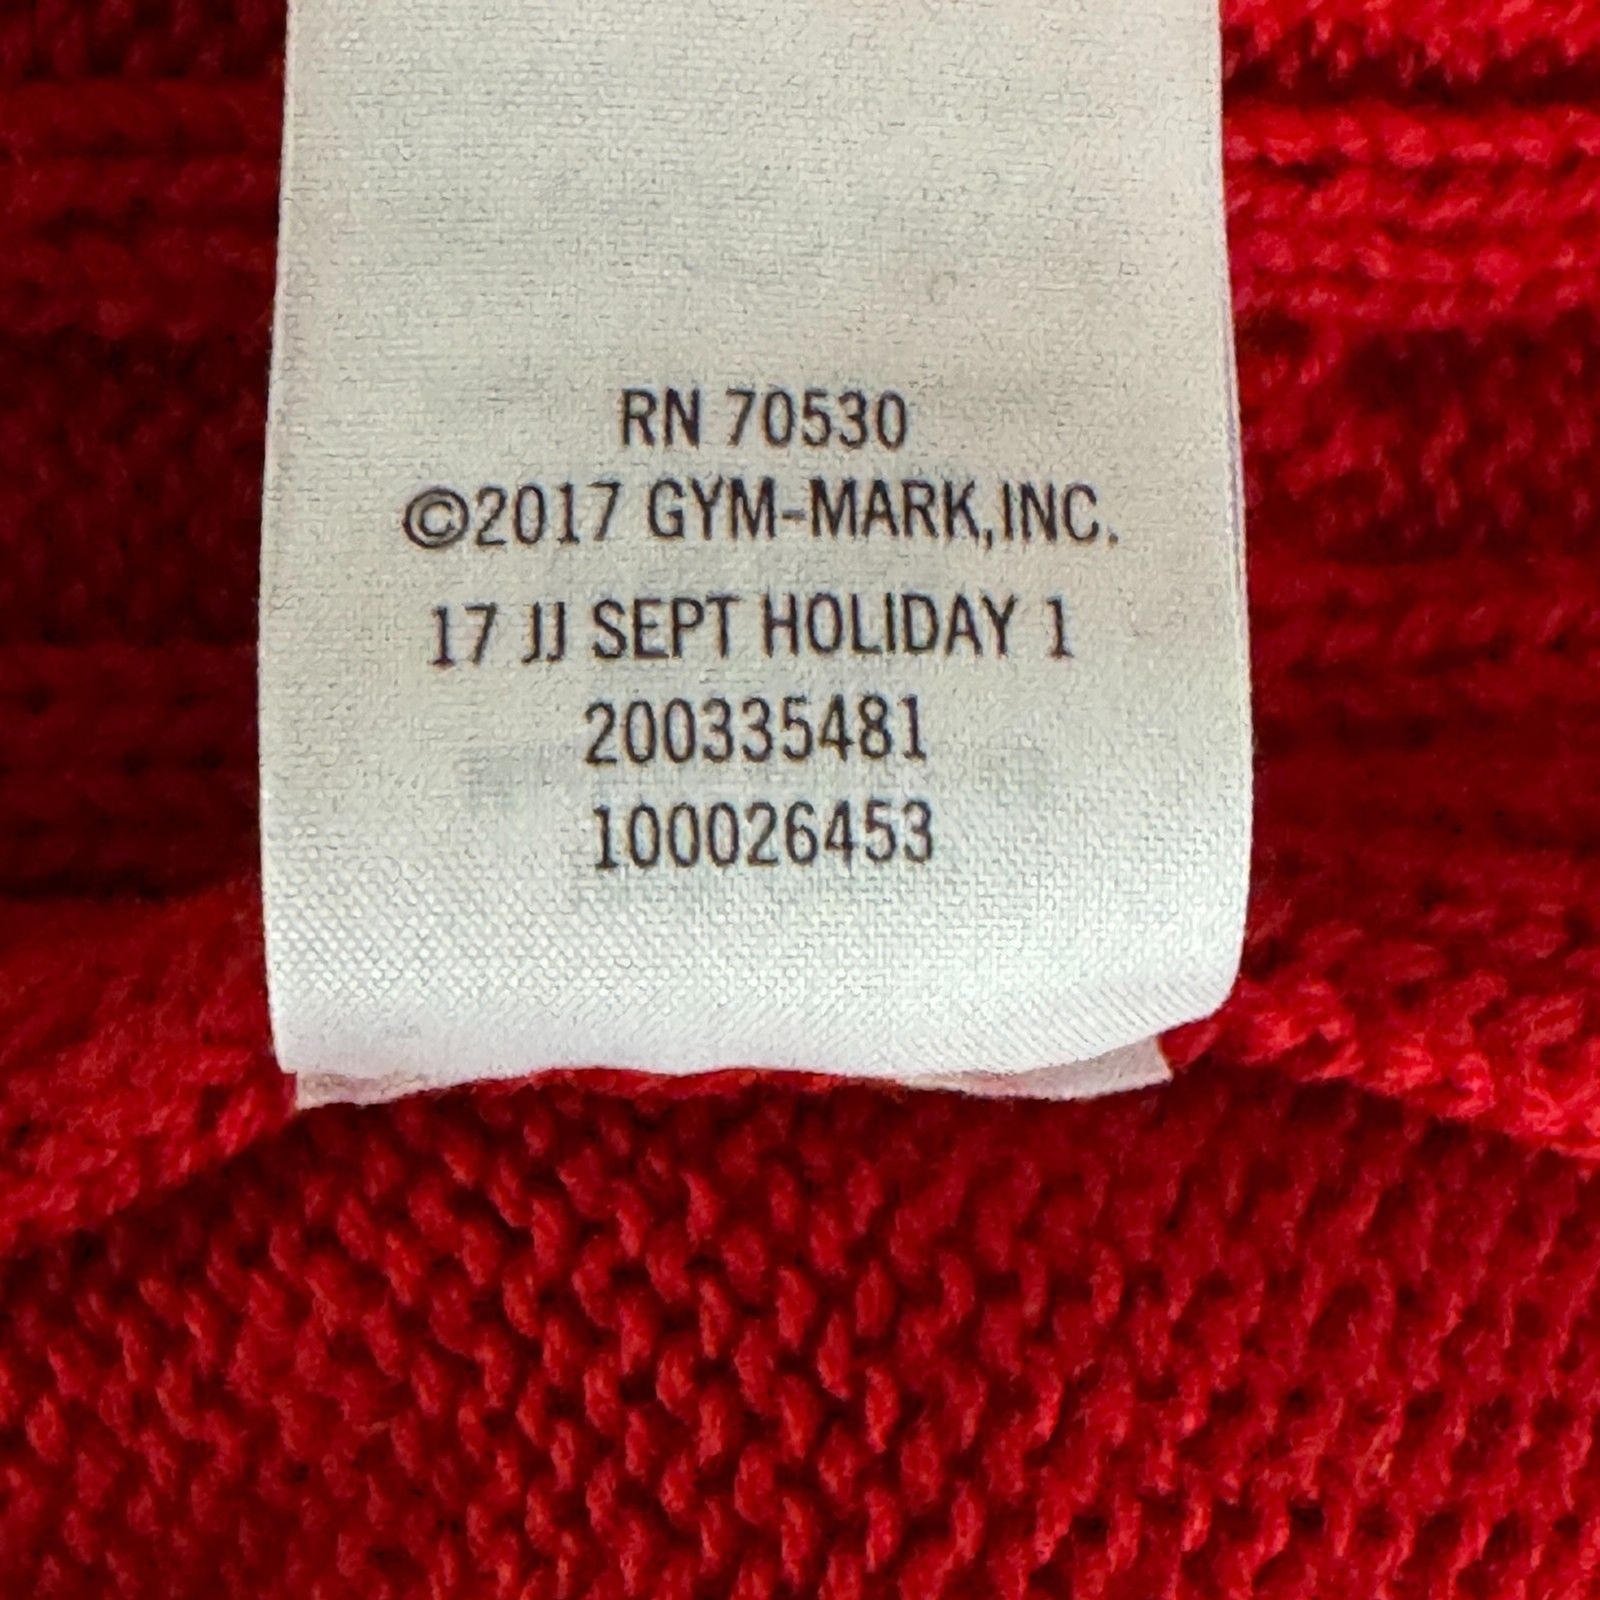 RN 70530
©2017 GYM-MARK,INC.
17 JJ SEPT HOLIDAY 1
200335481
100026453